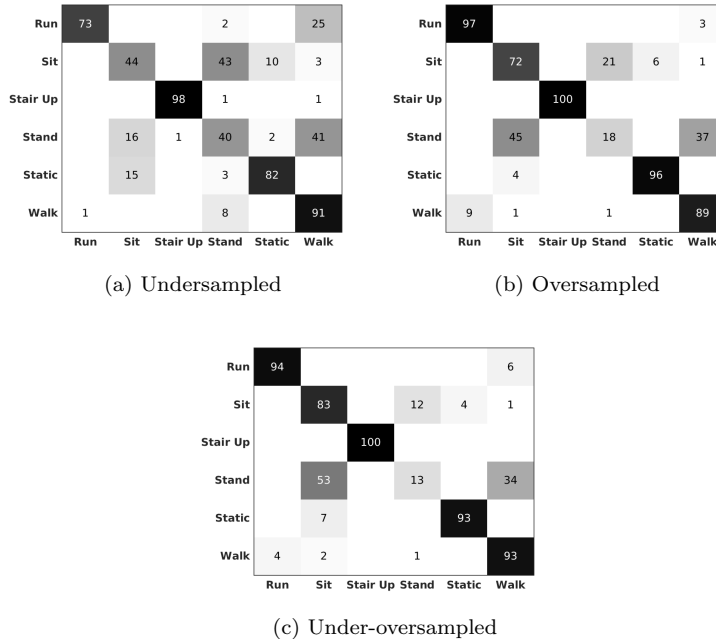 Run 73 2 25
Sit 44 43 10 3
Stair Up 98 1 1
Stand 16 1 40 2 41
Static 15 3 82
Walk 1 8 91
Run Sit Stair Up Stand Static Walk
(a) Undersampled
Run 97 3
Sit 72 21 6 1
Stair Up 100
Stand 45 18 37
Static 4 96
Walk 9 1 1 89
Run Sit Stair Up Stand Static Walk
(b) Oversampled
Run 94 6
Sit 83 12 4 1
Stair Up 100
Stand 53 13 34
Static 7 93
Walk 4 2 1 93
Run Sit Stair Up Stand Static Walk
(c) Under-oversampled